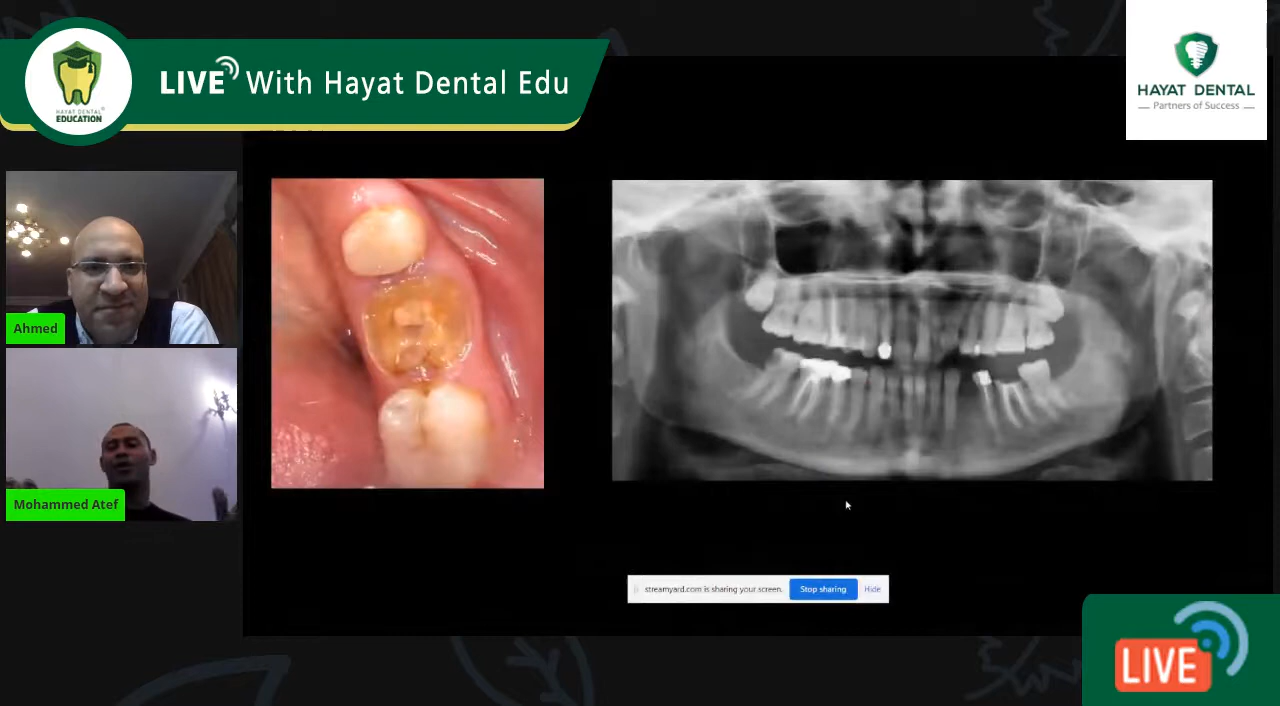 LIVE With Hayat Dental Edu
HAYAT DENTAL
EDUCATION
HAYAT DENTAL
Partners of Success
Ahmed
Mohammed Atef
streamyard.com is sharing your screen.
Stop sharing
Hide
LIVE